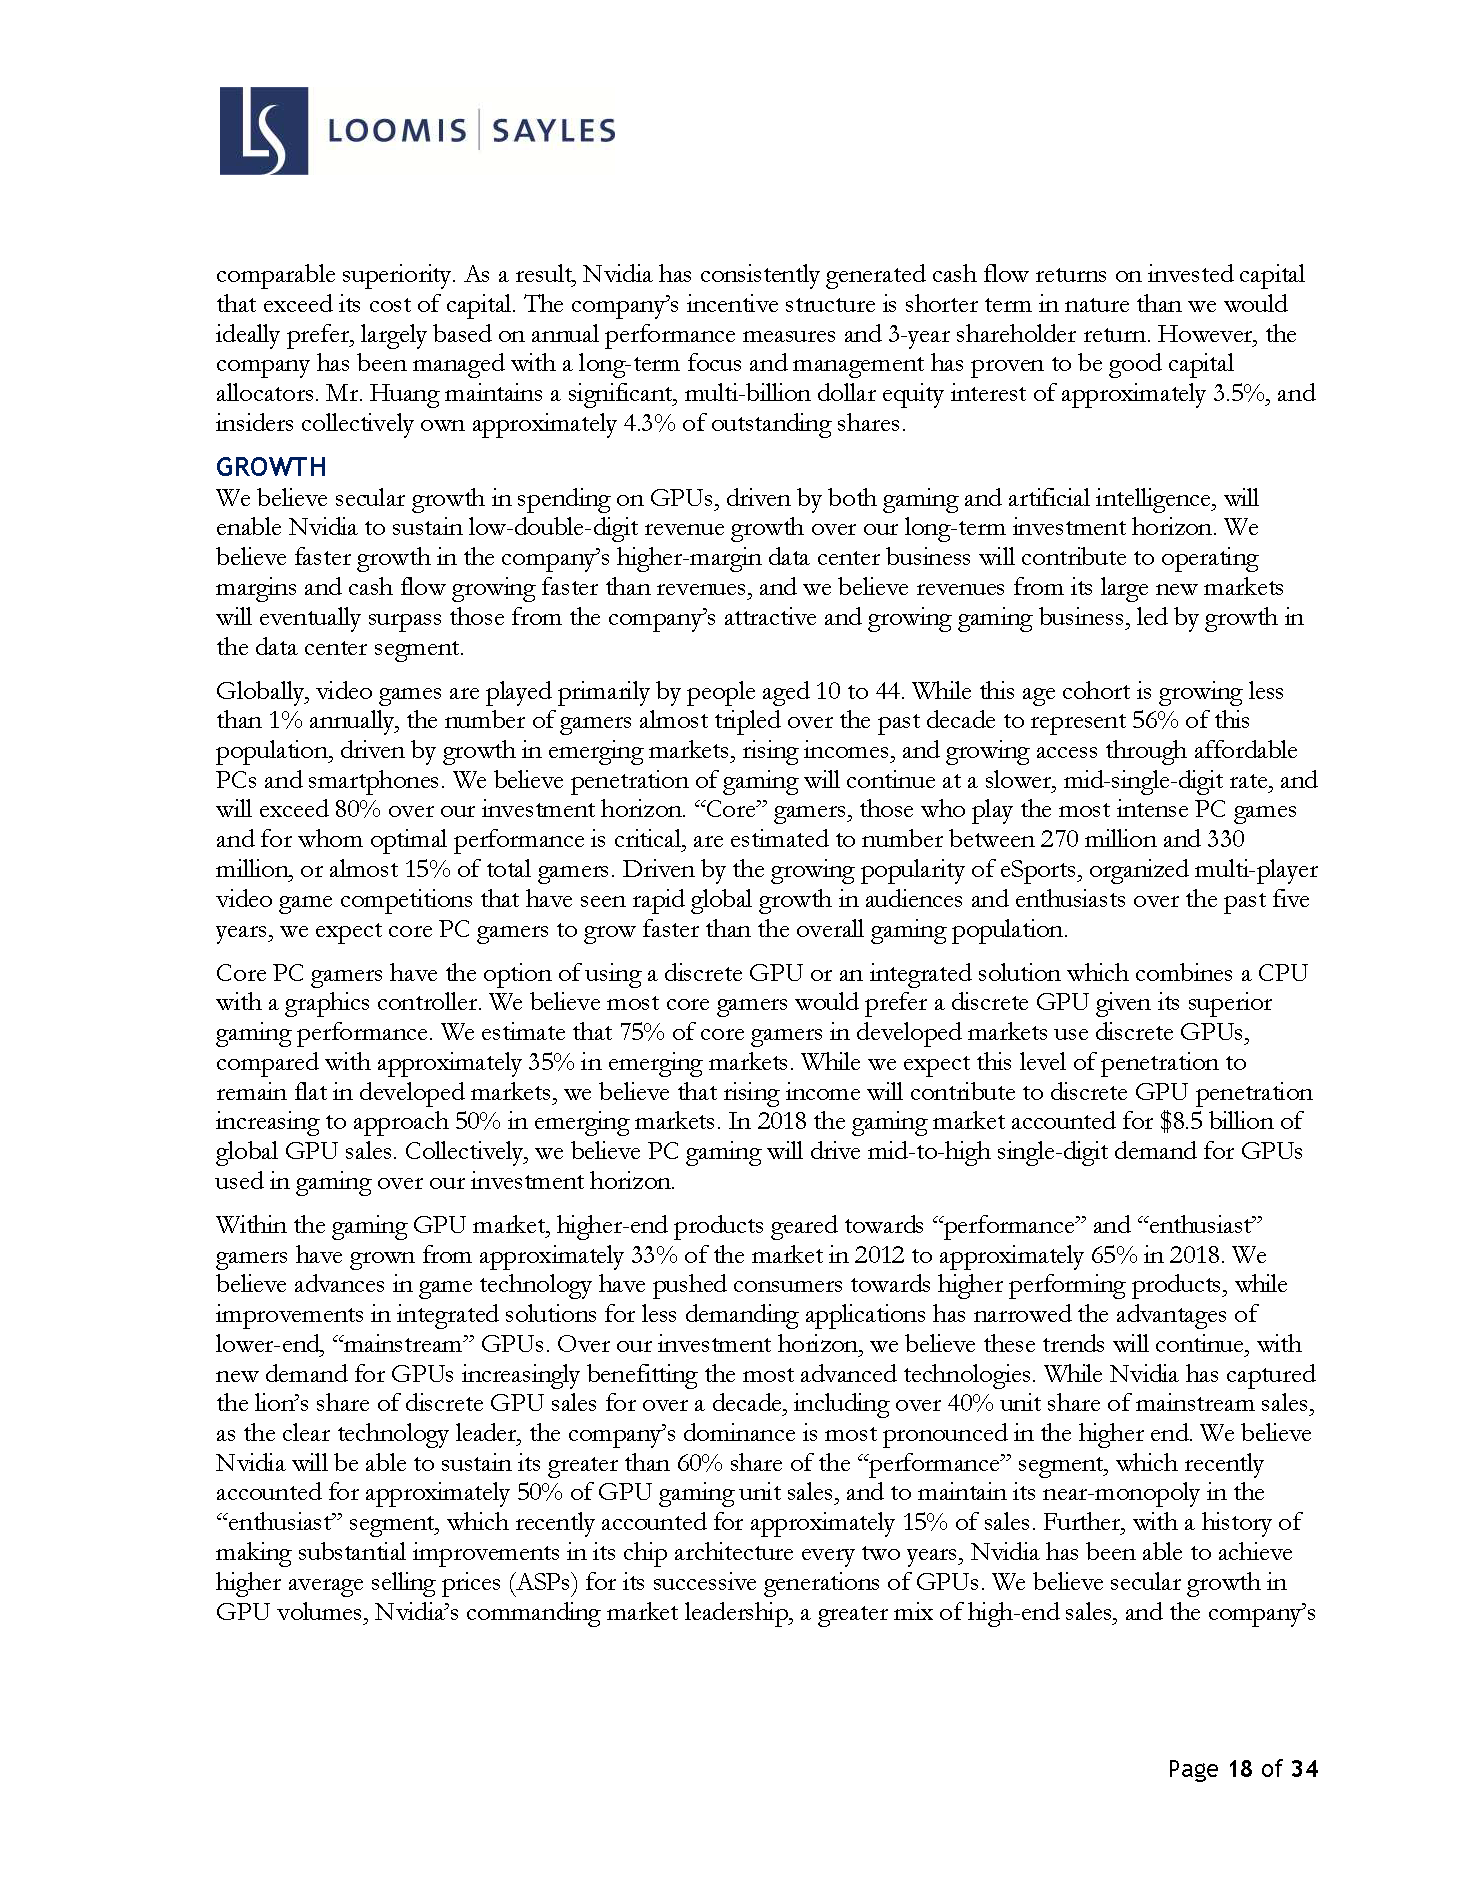 LS LOOMIS | SAYLES
comparable superiority. As a result, Nvidia has consistently generated cash flow returns on invested capital
that exceed its cost of capital. The company’s incentive structure is shorter term in nature than we would
ideally prefer, largely based on annual performance measures and 3-year shareholder return. However, the
company has been managed with a long-term focus and management has proven to be good capital
allocators. Mr. Huang maintains a significant, multi-billion dollar equity interest of approximately 3.5%, and
insiders collectively own approximately 4.3% of outstanding shares.
GROWTH
We believe secular growth in spending on GPUs, driven by both gaming and artificial intelligence, will
enable Nvidia to sustain low-double-digit revenue growth over our long-term investment horizon. We
believe faster growth in the company’s higher-margin data center business will contribute to operating
margins and cash flow growing faster than revenues, and we believe revenues from its large new markets
will eventually surpass those from the company’s attractive and growing gaming business, led by growth in
the data center segment.
Globally, video games are played primarily by people aged 10 to 44. While this age cohort is growing less
than 1% annually, the number of gamers almost tripled over the past decade to represent 56% of this
population, driven by growth in emerging markets, rising incomes, and growing access through affordable
PCs and smartphones. We believe penetration of gaming will continue at a slower, mid-single-digit rate, and
will exceed 80% over our investment horizon. “Core” gamers, those who play the most intense PC games
and for whom optimal performance is critical, are estimated to number between 270 million and 330
million, or almost 15% of total gamers. Driven by the growing popularity of eSports, organized multi-player
video game competitions that have seen rapid global growth in audiences and enthusiasts over the past five
years, we expect core PC gamers to grow faster than the overall gaming population.
Core PC gamers have the option of using a discrete GPU or an integrated solution which combines a CPU
with a graphics controller. We believe most core gamers would prefer a discrete GPU given its superior
gaming performance. We estimate that 75% of core gamers in developed markets use discrete GPUs,
compared with approximately 35% in emerging markets. While we expect this level of penetration to
remain flat in developed markets, we believe that rising income will contribute to discrete GPU penetration
increasing to approach 50% in emerging markets. In 2018 the gaming market accounted for $8.5 billion of
global GPU sales. Collectively, we believe PC gaming will drive mid-to-high single-digit demand for GPUs
used in gaming over our investment horizon.
Within the gaming GPU market, higher-end products geared towards “performance” and “enthusiast”
gamers have grown from approximately 33% of the market in 2012 to approximately 65% in 2018. We
believe advances in game technology have pushed consumers towards higher performing products, while
improvements in integrated solutions for less demanding applications has narrowed the advantages of
lower-end, “mainstream” GPUs. Over our investment horizon, we believe these trends will continue, with
new demand for GPUs increasingly benefitting the most advanced technologies. While Nvidia has captured
the lion’s share of discrete GPU sales for over a decade, including over 40% unit share of mainstream sales,
as the clear technology leader, the company’s dominance is most pronounced in the higher end. We believe
Nvidia will be able to sustain its greater than 60% share of the “performance” segment, which recently
accounted for approximately 50% of GPU gaming unit sales, and to maintain its near-monopoly in the
“enthusiast” segment, which recently accounted for approximately 15% of sales. Further, with a history of
making substantial improvements in its chip architecture every two years, Nvidia has been able to achieve
higher average selling prices (ASPs) for its successive generations of GPUs. We believe secular growth in
GPU volumes, Nvidia’s commanding market leadership, a greater mix of high-end sales, and the company’s
Page 18 of 34